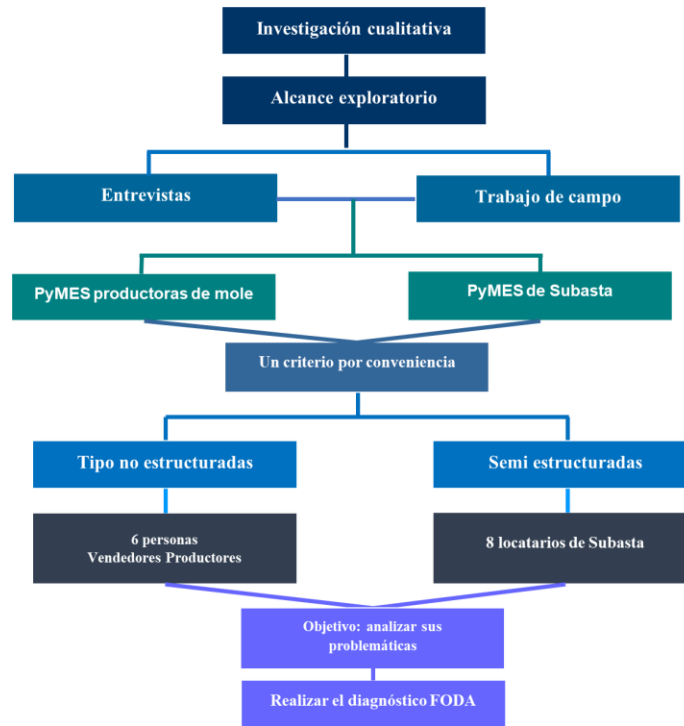 Investigación cualitativa
Alcance exploratorio
Entrevistas
Trabajo de campo
PyMES productoras de mole
PyMES de Subasta
Un criterio por conveniencia
Tipo no estructuradas
Semi estructuradas
6 personas
Vendedores Productores
8 locatarios de Subasta
Objetivo: analizar sus
problemáticas
Realizar el diagnóstico FODA